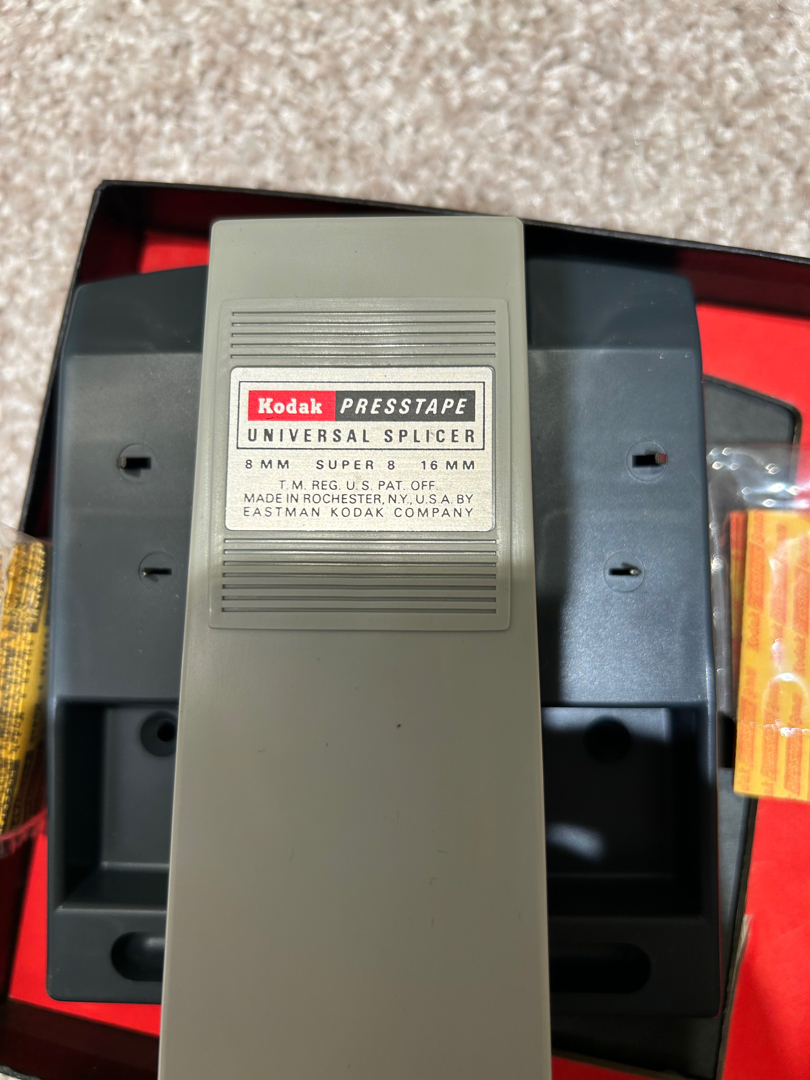 Kodak PRESSTAPE
UNIVERSAL SPLICER
8 MM SUPER 8 16 MM
T.M. REG. U.S. PAT. OFF.
MADE IN ROCHESTER, N.Y., U.S.A. BY
EASTMAN KODAK COMPANY